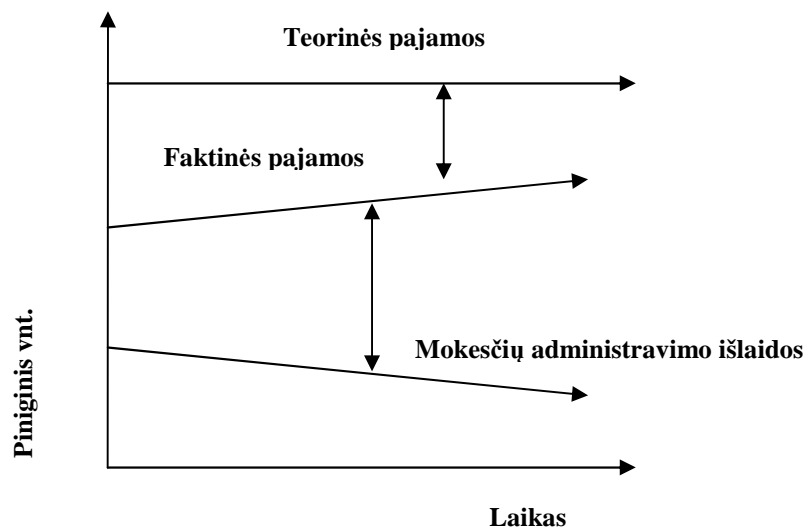 Teorinės pajamos
Faktinės pajamos
Mokesčių administravimo išlaidos
Piniginis vnt.
Laikas